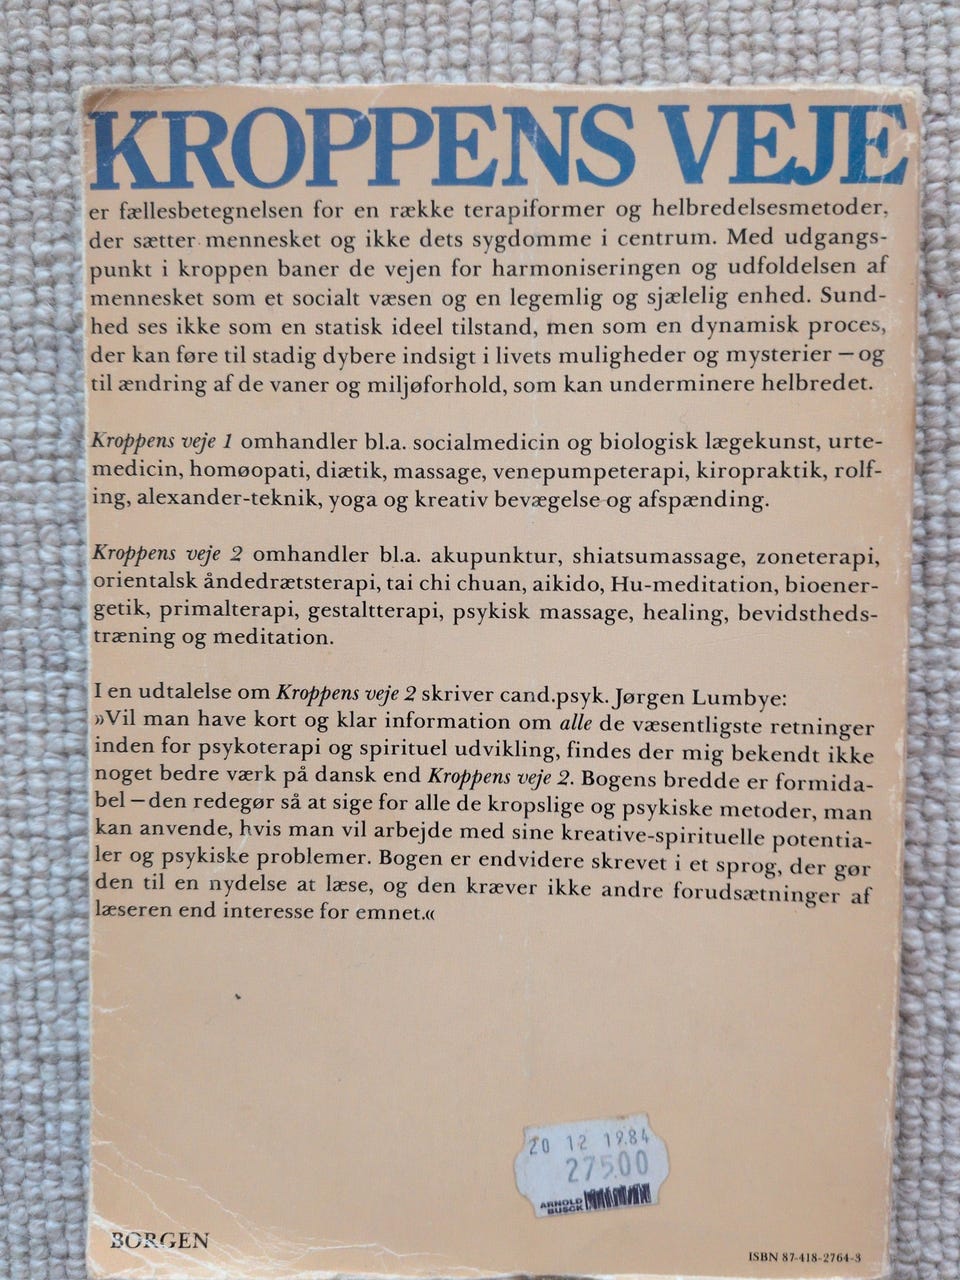 KROPPENS VEJE
er fællesbetegnelsen for en række terapiformer og helbredelsesmetoder,
der sætter mennesket og ikke dets sygdomme i centrum. Med udgangs-
punkt i kroppen baner de vejen for harmoniseringen og udfoldelsen af
mennesket som et socialt væsen og en legemlig og sjælelig enhed. Sund-
hed ses ikke som en statisk ideel tilstand, men som en dynamisk proces,
der kan føre til stadig dybere indsigt i livets muligheder og mysterier – og
til ændring af de vaner og miljøforhold, som kan underminere helbredet.
Kroppens veje 1 omhandler bl.a. socialmedicin og biologisk lægekunst, urte-
medicin, homøopati, diætik, massage, venepumpeterapi, kiropraktik, rolf-
ing, alexander-teknik, yoga og kreativ bevægelse og afspænding.
Kroppens veje 2 omhandler bl.a. akupunktur, shiatsumassage, zoneterapi,
orientalsk åndedrætsterapi, tai chi chuan, aikido, Hu-meditation, bioener-
getik, primalterapi, gestaltterapi, psykisk massage, healing, bevidstheds-
træning og meditation.
I en udtalelse om Kroppens veje 2 skriver cand.psyk. Jørgen Lumbye:
»Vil man have kort og klar information om alle de væsentligste retninger
inden for psykoterapi og spirituel udvikling, findes der mig bekendt ikke
noget bedre værk på dansk end Kroppens veje 2. Bogens bredde er formida-
bel – den redegør så at sige for alle de kropslige og psykiske metoder, man
kan anvende, hvis man vil arbejde med sine kreative-spirituelle potentia-
ler og psykiske problemer. Bogen er endvidere skrevet i et sprog, der gør
den til en nydelse at læse, og den kræver ikke andre forudsætninger af
læseren end interesse for emnet.«
20 12 1984
275.00
ARNOLD
BUSCK
BORGEN
ISBN 87-418-2764-3